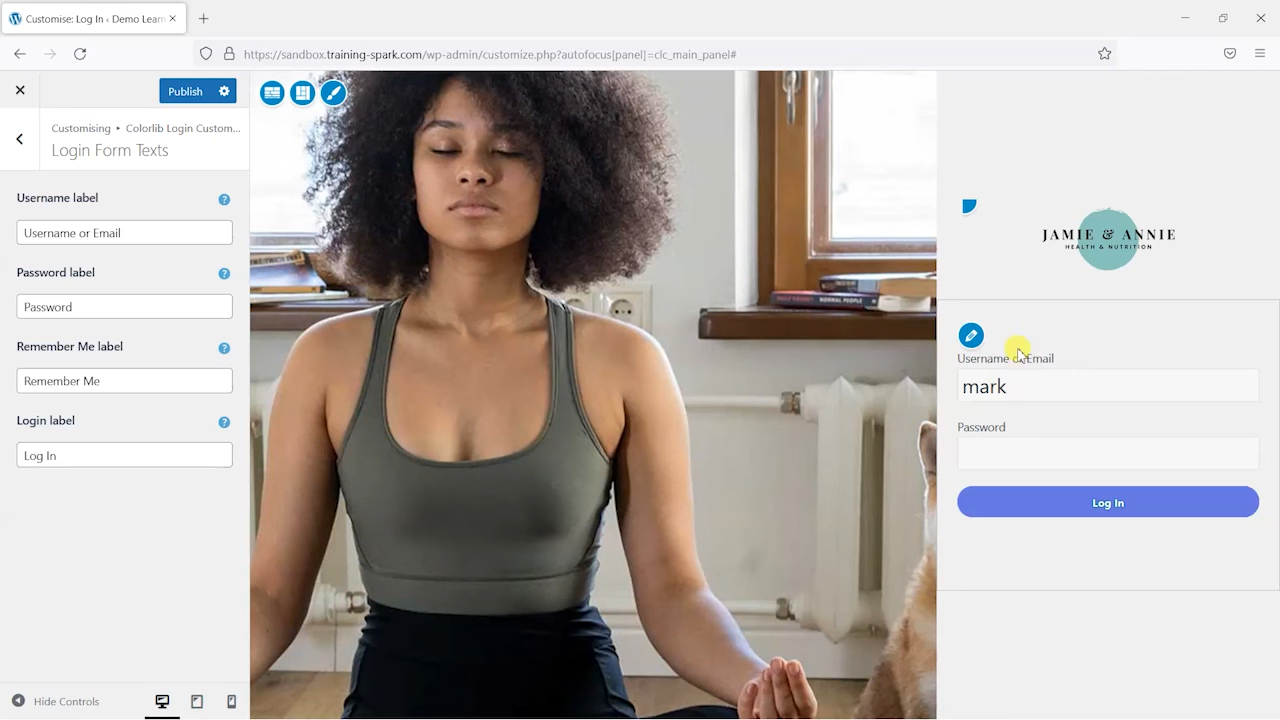 Customise: Log In ‹ Demo Learn
https://sandbox.training-spark.com/wp-admin/customize.php?autofocus[panel]=clc_main_panel#
Publish
Customising ▸ Colorlib Login Custom...
Login Form Texts
Username label
Username or Email
Password label
Password
Remember Me label
Remember Me
Login label
Log In
Hide Controls
NORMAL PEOPLE
JAMIE & ANNIE
HEALTH & NUTRITION
Username or Email
mark
Password
Log In